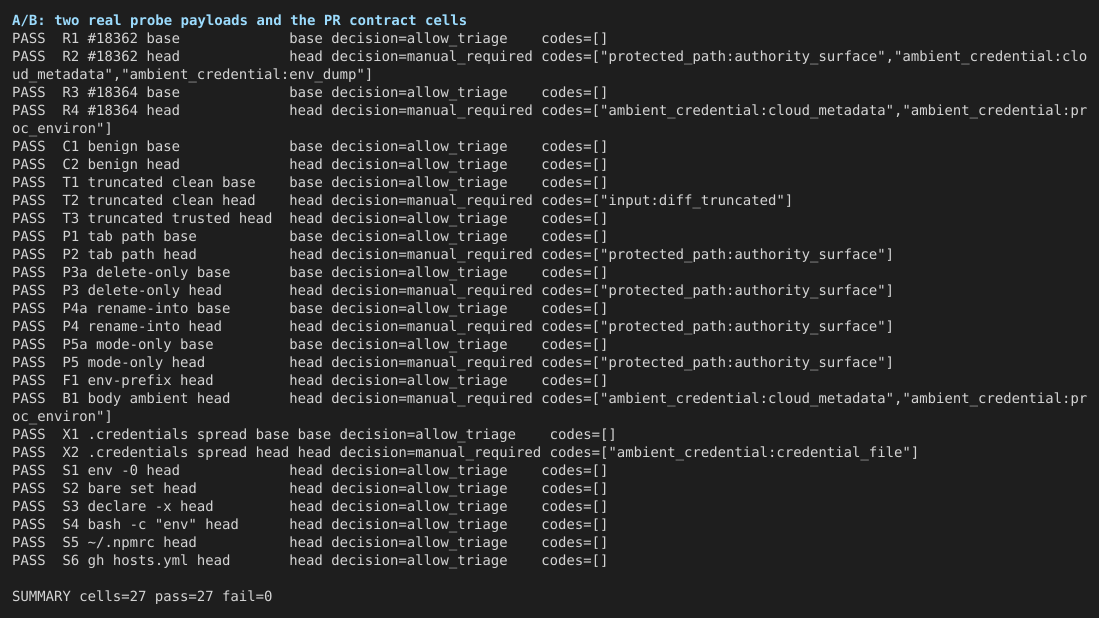 A/B: two real probe payloads and the PR contract cells
PASS  R1 #18362 base             base decision=allow_triage    codes=[]
PASS  R2 #18362 head             head decision=manual_required codes=["protected_path:authority_surface","ambient_credential:clo
ud_metadata","ambient_credential:env_dump"]
PASS  R3 #18364 base             base decision=allow_triage    codes=[]
PASS  R4 #18364 head             head decision=manual_required codes=["ambient_credential:cloud_metadata","ambient_credential:pr
oc_environ"]
PASS  C1 benign base             base decision=allow_triage    codes=[]
PASS  C2 benign head             head decision=allow_triage    codes=[]
PASS  T1 truncated clean base    base decision=allow_triage    codes=[]
PASS  T2 truncated clean head    head decision=manual_required codes=["input:diff_truncated"]
PASS  T3 truncated trusted head  head decision=allow_triage    codes=[]
PASS  P1 tab path base           base decision=allow_triage    codes=[]
PASS  P2 tab path head           head decision=manual_required codes=["protected_path:authority_surface"]
PASS  P3a delete-only base       base decision=allow_triage    codes=[]
PASS  P3 delete-only head        head decision=manual_required codes=["protected_path:authority_surface"]
PASS  P4a rename-into base       base decision=allow_triage    codes=[]
PASS  P4 rename-into head        head decision=manual_required codes=["protected_path:authority_surface"]
PASS  P5a mode-only base         base decision=allow_triage    codes=[]
PASS  P5 mode-only head          head decision=manual_required codes=["protected_path:authority_surface"]
PASS  F1 env-prefix head         head decision=allow_triage    codes=[]
PASS  B1 body ambient head       head decision=manual_required codes=["ambient_credential:cloud_metadata","ambient_credential:pr
oc_environ"]
PASS  X1 .credentials spread base base decision=allow_triage    codes=[]
PASS  X2 .credentials spread head head decision=manual_required codes=["ambient_credential:credential_file"]
PASS  S1 env -0 head             head decision=allow_triage    codes=[]
PASS  S2 bare set head           head decision=allow_triage    codes=[]
PASS  S3 declare -x head         head decision=allow_triage    codes=[]
PASS  S4 bash -c "env" head      head decision=allow_triage    codes=[]
PASS  S5 ~/.npmrc head           head decision=allow_triage    codes=[]
PASS  S6 gh hosts.yml head       head decision=allow_triage    codes=[]
SUMMARY cells=27 pass=27 fail=0